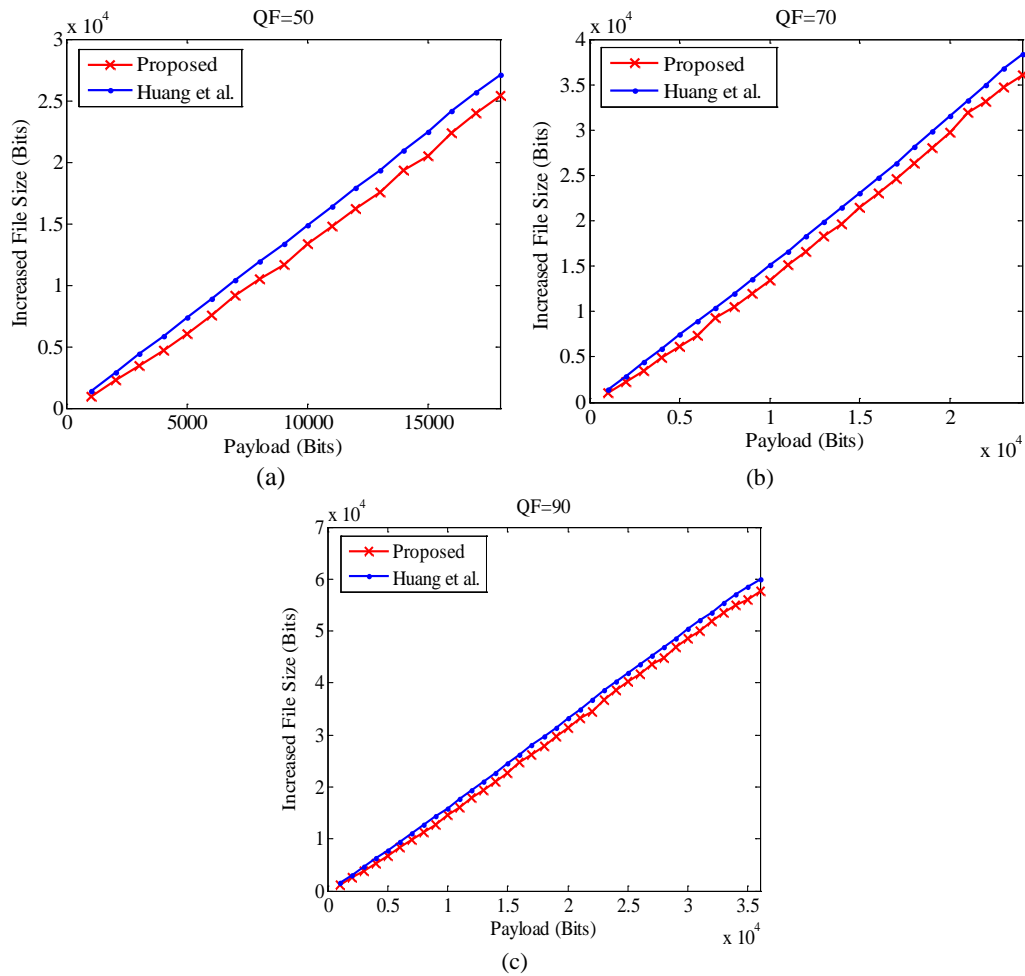 QF=50
x 10^4
3
2.5
2
1.5
1
0.5
0
Increased File Size (Bits)
Proposed
Huang et al.
0
5000
10000
15000
Payload (Bits)
(a)
QF=70
x 10^4
4
3.5
3
2.5
2
1.5
1
0.5
0
Increased File Size (Bits)
Proposed
Huang et al.
0
0.5
1
1.5
2
Payload (Bits)
x 10^4
(b)
QF=90
x 10^4
7
6
5
4
3
2
1
0
Increased File Size (Bits)
Proposed
Huang et al.
0
0.5
1
1.5
2
2.5
3
3.5
Payload (Bits)
x 10^4
(c)